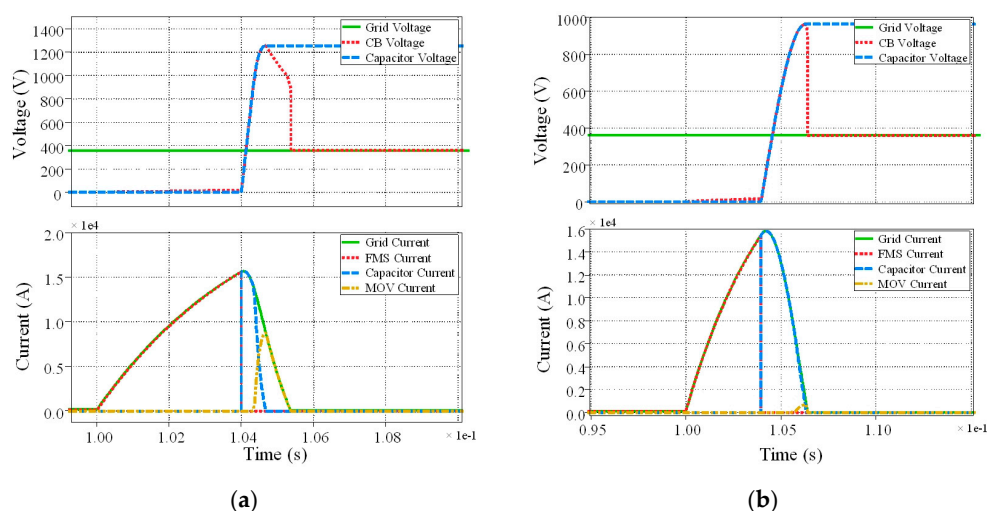 1400
1200
1000
800
600
400
200
0
Voltage (V)
Grid Voltage
CB Voltage
Capacitor Voltage
× 1e4
2.0
1.5
1.0
0.5
0.0
Current (A)
Grid Current
FMS Current
Capacitor Current
MOV Current
1.00 1.02 1.04 1.06 1.08 × 1e-1
Time (s)
(a)
1000
800
600
400
200
0
Voltage (V)
Grid Voltage
CB Voltage
Capacitor Voltage
× 1e4
1.6
1.4
1.2
1.0
0.8
0.6
0.4
0.2
0.0
Current (A)
Grid Current
FMS Current
Capacitor Current
MOV Current
0.95 1.00 1.05 1.10 × 1e-1
Time (s)
(b)